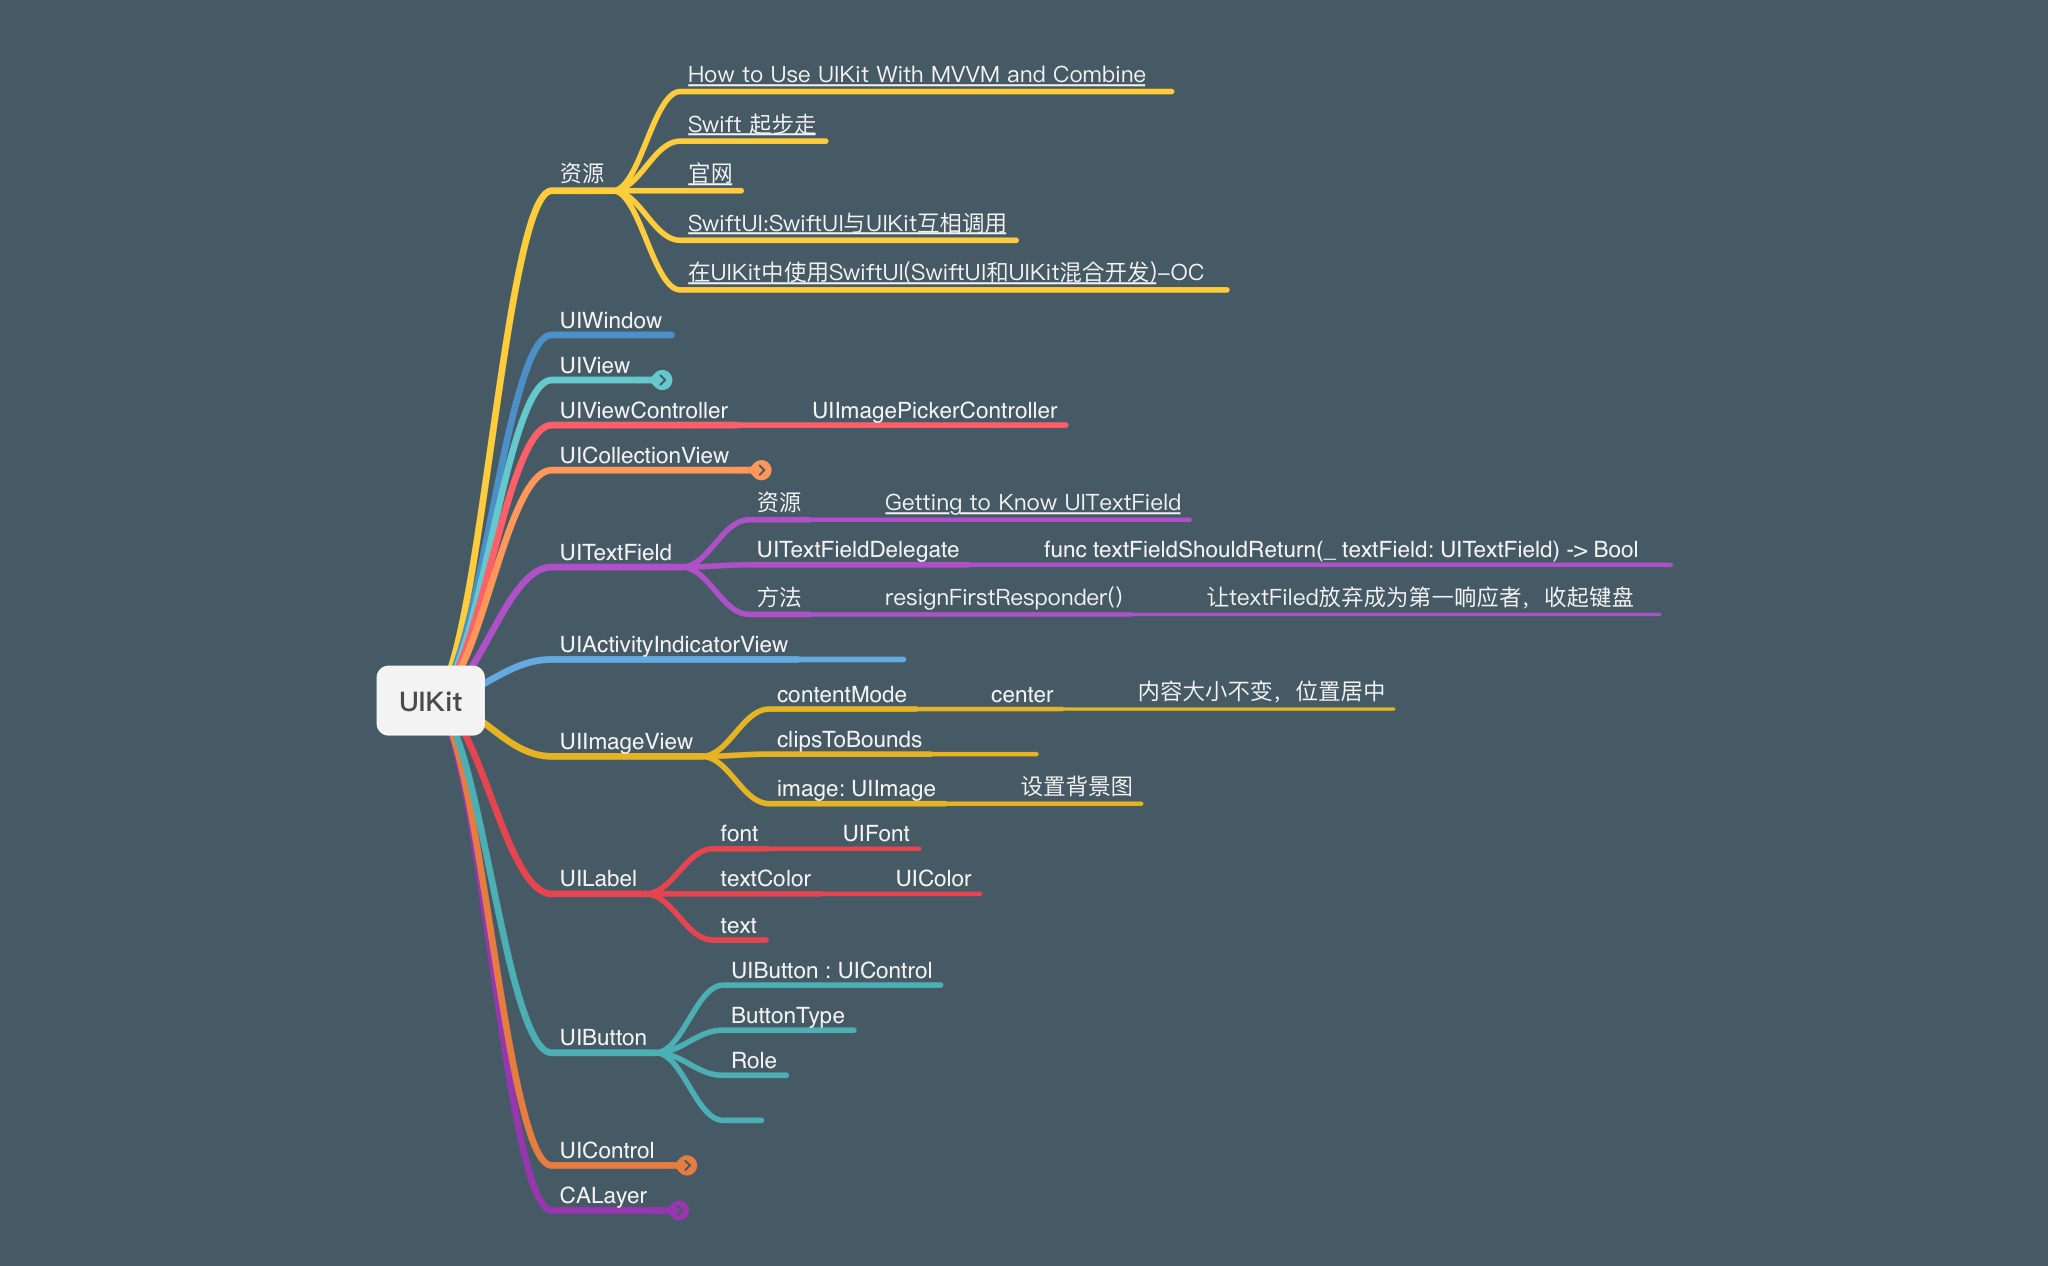 How to Use UIKit With MVVM and Combine
Swift 起步走
资源
官网
SwiftUI:SwiftUI与UIKit互相调用
在UIKit中使用SwiftUI(SwiftUI和UIKit混合开发)-OC
UIWindow
UIView
UIViewController UIImagePickerController
UICollectionView
资源 Getting to Know UITextField
UITextField
UITextFieldDelegate func textFieldShouldReturn(_ textField: UITextField) -> Bool
方法 resignFirstResponder() 让textFiled放弃成为第一响应者，收起键盘
UIActivityIndicatorView
UIKit
contentMode center 内容大小不变，位置居中
UIImageView
clipsToBounds
image: UIImage 设置背景图
font UIFont
UILabel
textColor UIColor
text
UIButton : UIControl
ButtonType
UIButton
Role
UIControl
CALayer